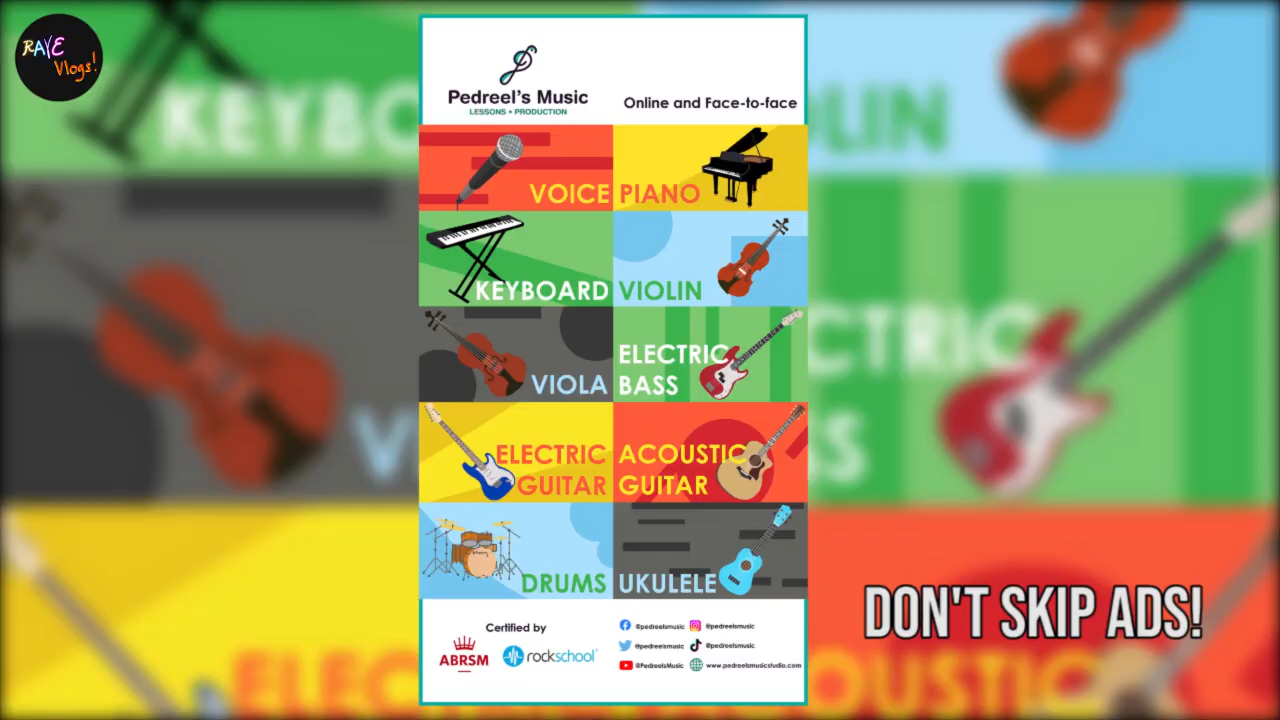 RAYE
Vlogs!
Pedreel's Music
LESSONS • PRODUCTION
Online and Face-to-face
VOICE
PIANO
KEYBOARD
VIOLIN
VIOLA
ELECTRIC
BASS
ELECTRIC
GUITAR
ACOUSTIC
GUITAR
DRUMS
UKULELE
Certified by
ABRSM
rockschool
@pedreelsmusic
@pedreelsmusic
@pedreelsmusic
@pedreelsmusic
@PedreelsMusic
www.pedreelsmusicstudio.com
DON'T SKIP ADS!